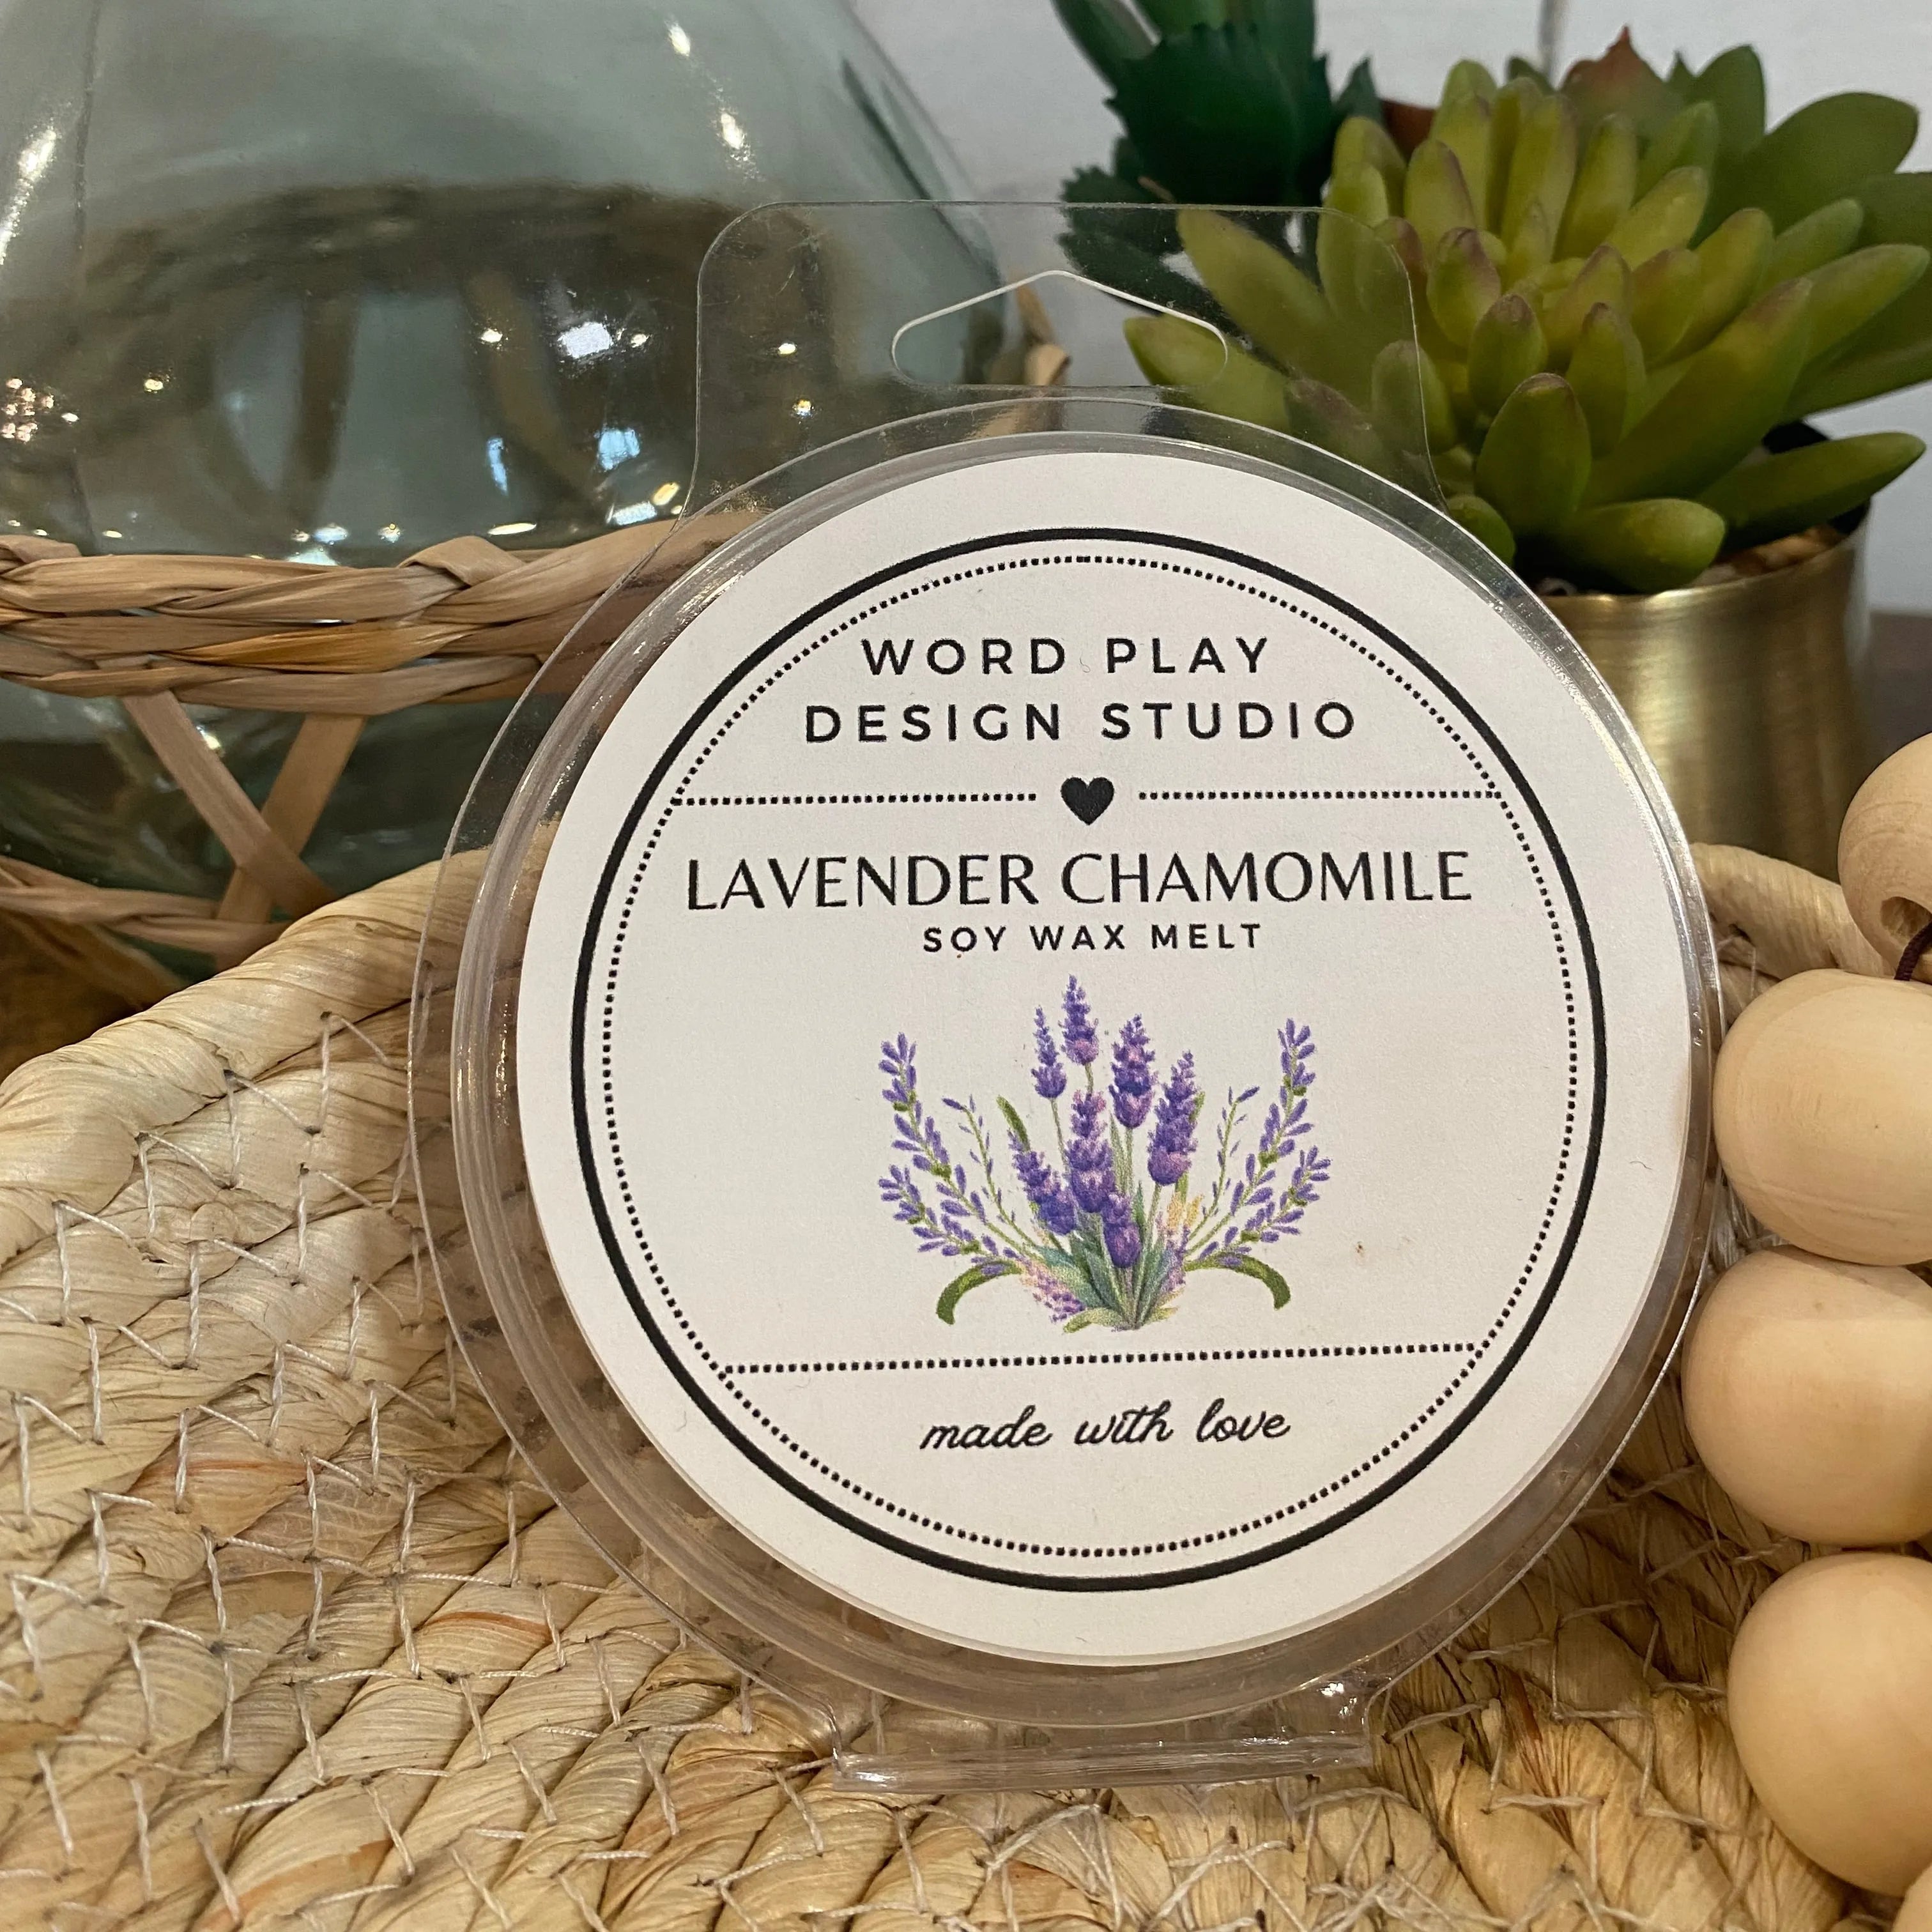 WORD PLAY
DESIGN STUDIO
LAVENDER CHAMOMILE
SOY WAX MELT
made with love